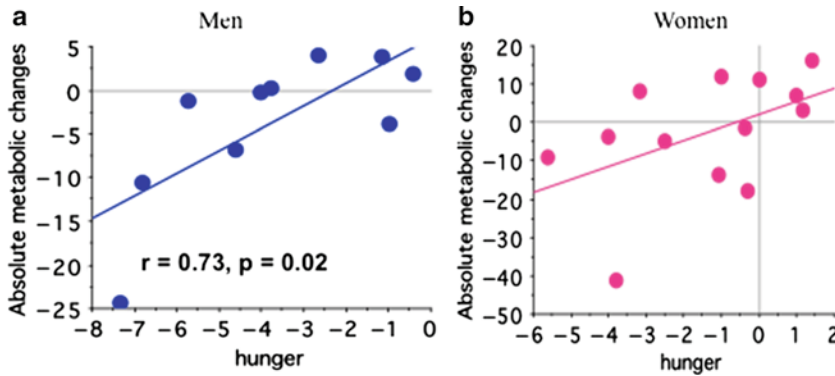 a
Men
Absolute metabolic changes
5
0
−5
−10
−15
−20
−25
r = 0.73, p = 0.02
−8 −7 −6 −5 −4 −3 −2 −1 0
hunger
b
Women
Absolute metabolic changes
20
10
0
−10
−20
−30
−40
−50
−6 −5 −4 −3 −2 −1 0 1 2
hunger